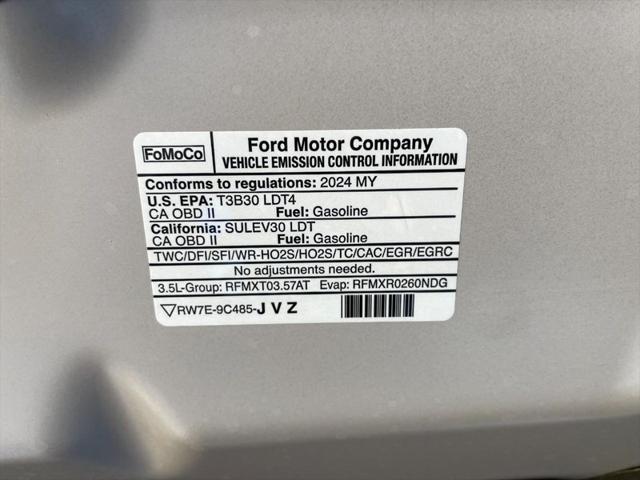 FoMoCo
Ford Motor Company
VEHICLE EMISSION CONTROL INFORMATION
Conforms to regulations: 2024 MY
U.S. EPA: T3B30 LDT4
CA OBD II Fuel: Gasoline
California: SULEV30 LDT
CA OBD II Fuel: Gasoline
TWC/DFI/SFI/WR-HO2S/HO2S/TC/CAC/EGR/EGRC
No adjustments needed.
3.5L-Group: RFMXT03.57AT Evap: RFMXR0260NDG
RW7E-9C485-J V Z